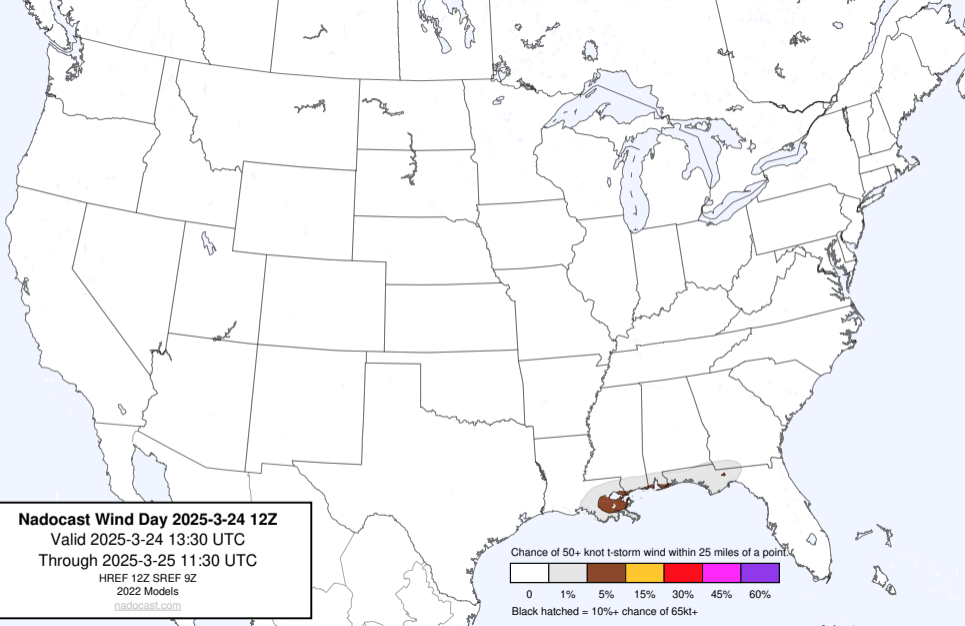 Nadocast Wind Day 2025-3-24 12Z
Valid 2025-3-24 13:30 UTC
Through 2025-3-25 11:30 UTC
HREF 12Z SREF 9Z
2022 Models
nadocast.com
Chance of 50+ knot t-storm wind within 25 miles of a point.
0 1% 5% 15% 30% 45% 60%
Black hatched = 10%+ chance of 65kt+